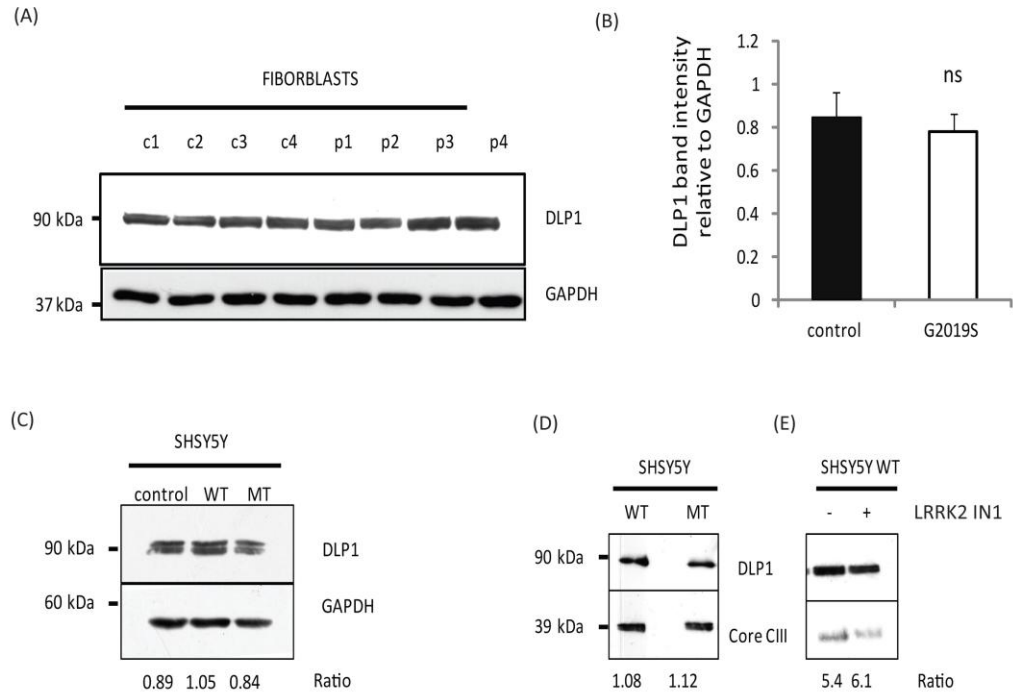 (A)
FIBORBLASTS
c1 c2 c3 c4 p1 p2 p3 p4
90 kDa DLP1
37 kDa GAPDH
(B)
DLP1 band intensity
relative to GAPDH
1.2
1
0.8
0.6
0.4
0.2
0
ns
control G2019S
(C)
SHSY5Y
control WT MT
90 kDa DLP1
60 kDa GAPDH
0.89 1.05 0.84 Ratio
(D)
SHSY5Y
WT MT
90 kDa DLP1
39 kDa Core CIII
1.08 1.12
(E)
SHSY5Y WT
- + LRRK2 IN1
5.4 6.1 Ratio